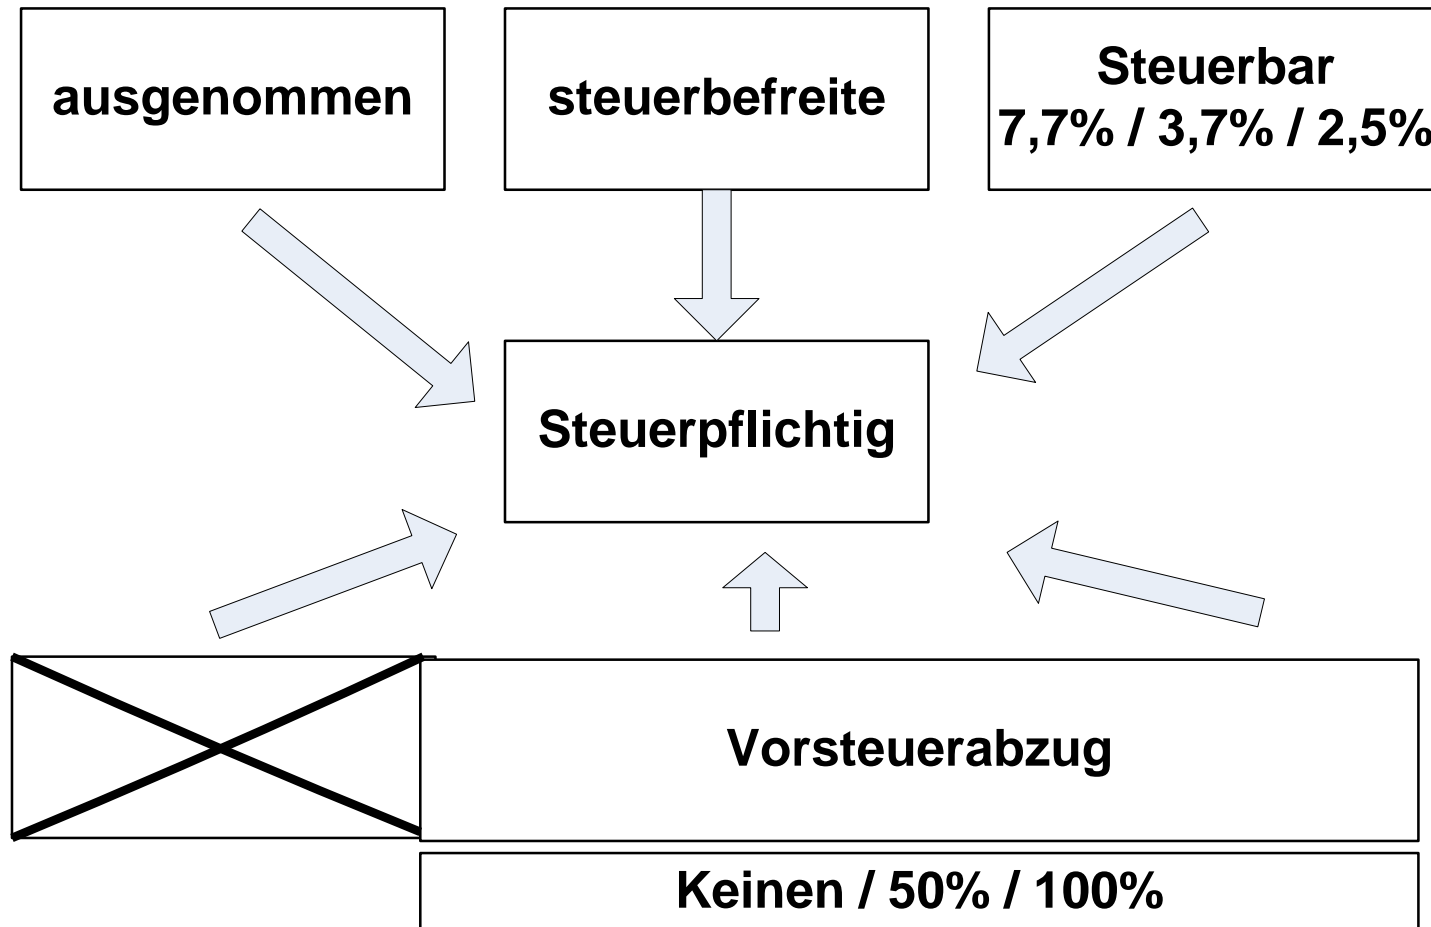 ausgenommen
steuerbefreite
Steuerbar
7,7% / 3,7% / 2,5%
Steuerpflichtig
Vorsteuerabzug
Keinen / 50% / 100%